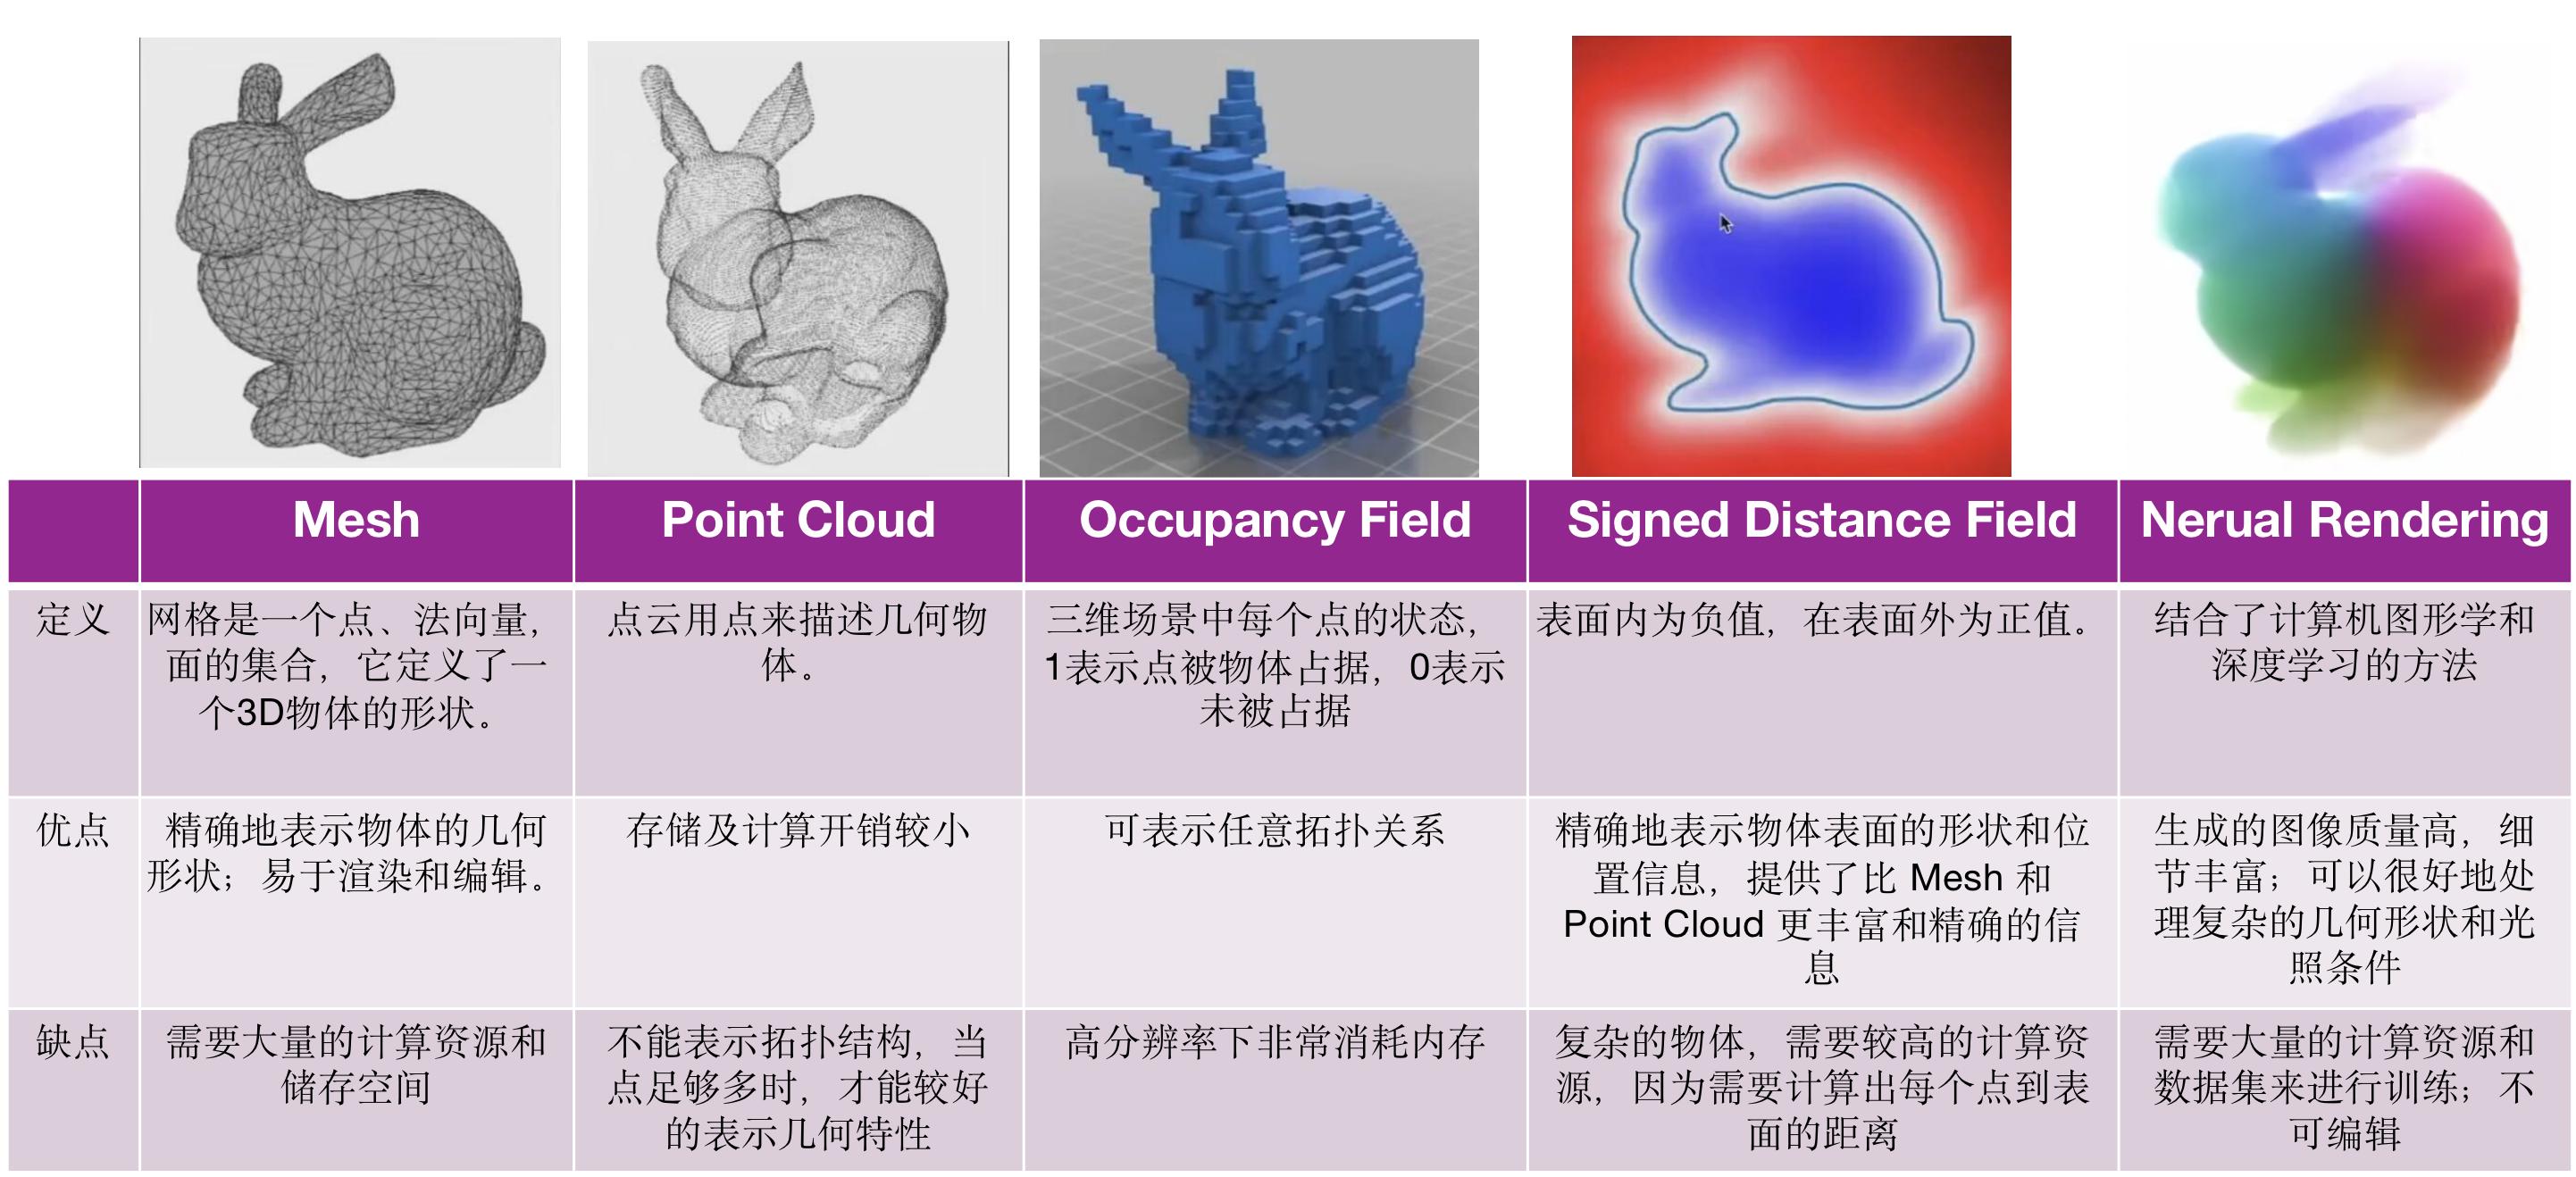 Mesh
Point Cloud
Occupancy Field
Signed Distance Field
Nerual Rendering
定义
网格是一个点、法向量，
面的集合，它定义了一
个3D物体的形状。
点云用点来描述几何物
体。
三维场景中每个点的状态，
1表示点被物体占据，0表示
未被占据
表面内为负值，在表面外为正值。
结合了计算机图形学和
深度学习的方法
优点
精确地表示物体的几何
形状；易于渲染和编辑。
存储及计算开销较小
可表示任意拓扑关系
精确地表示物体表面的形状和位
置信息，提供了比 Mesh 和
Point Cloud 更丰富和精确的信
息
生成的图像质量高，细
节丰富；可以很好地处
理复杂的几何形状和光
照条件
缺点
需要大量的计算资源和
储存空间
不能表示拓扑结构，当
点足够多时，才能较好
的表示几何特性
高分辨率下非常消耗内存
复杂的物体，需要较高的计算资
源，因为需要计算出每个点到表
面的距离
需要大量的计算资源和
数据集来进行训练；不
可编辑